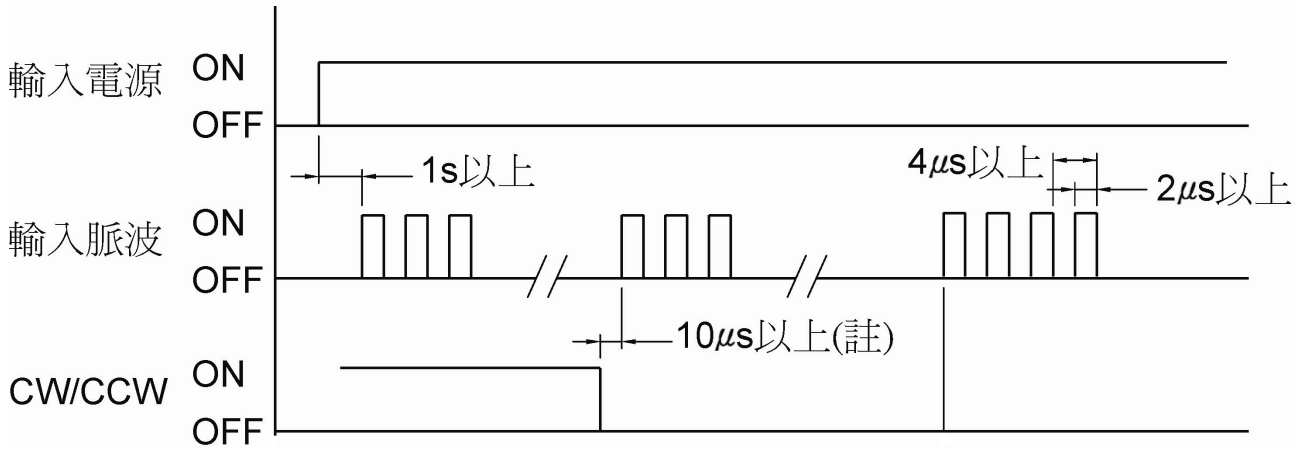 輸入電源 ON
OFF
1s以上
4μs以上
2μs以上
輸入脈波 ON
OFF
10μs以上(註)
CW/CCW ON
OFF